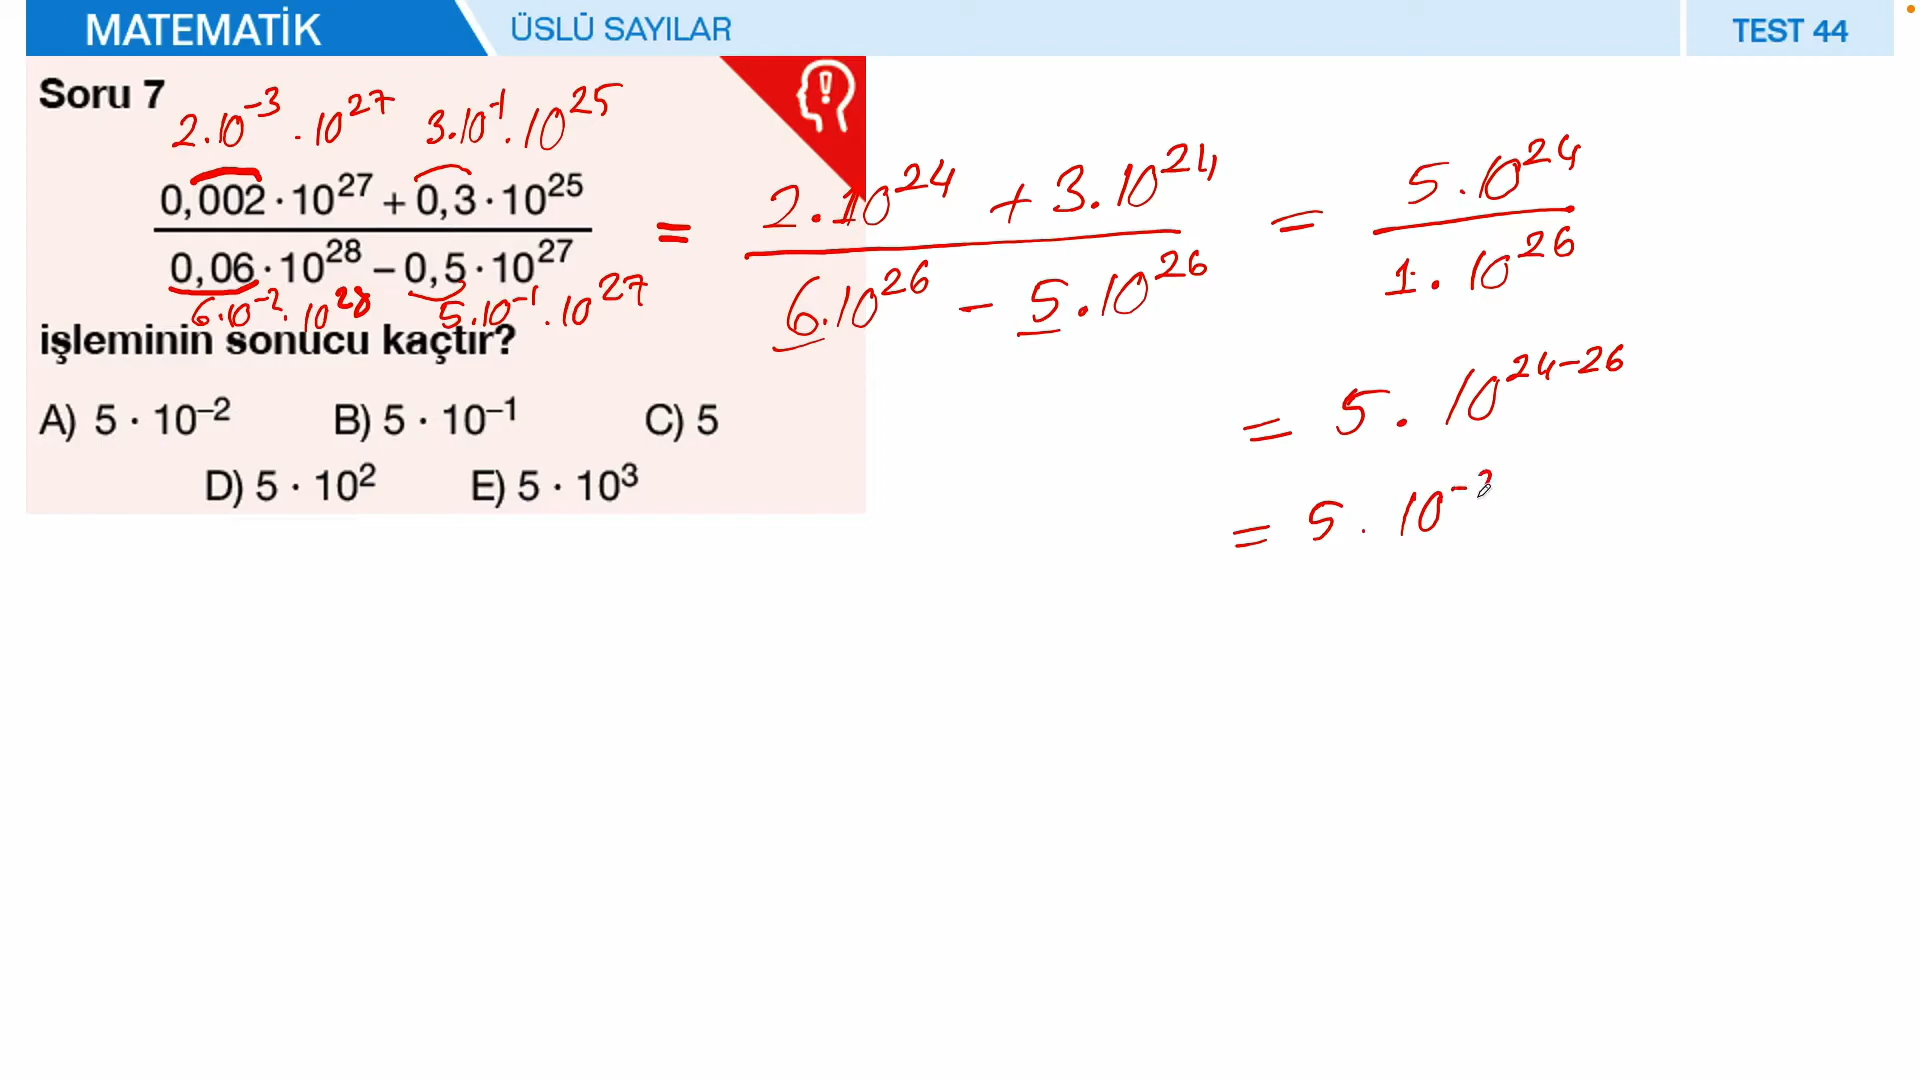 MATEMATİK
ÜSLÜ SAYILAR
TEST 44
Soru 7
2.10⁻³ . 10²⁷ 3.10⁻¹.10²⁵
0,002 · 10²⁷ + 0,3 · 10²⁵
0,06 · 10²⁸ – 0,5 · 10²⁷
6.10⁻².10²⁸ 5.10⁻¹.10²⁷
işleminin sonucu kaçtır?
A) 5 · 10⁻² B) 5 · 10⁻¹ C) 5
D) 5 · 10² E) 5 · 10³
= 2.10²⁴ + 3.10²⁴
6.10²⁶ – 5.10²⁶
= 5.10²⁴
1.10²⁶
= 5.10²⁴⁻²⁶
= 5.10⁻